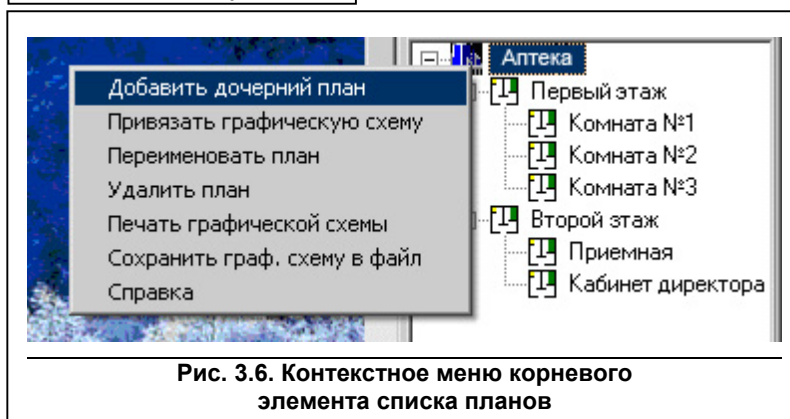 Аптека
Добавить дочерний план
Привязать графическую схему
Переименовать план
Удалить план
Печать графической схемы
Сохранить граф. схему в файл
Справка
Первый этаж
Комната №1
Комната №2
Комната №3
Второй этаж
Приемная
Кабинет директора
Рис. 3.6. Контекстное меню корневого
элемента списка планов